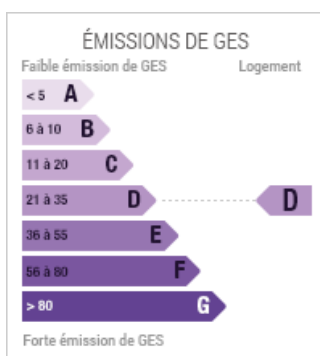 ÉMISSIONS DE GES
Faible émission de GES Logement
< 5 A
6 à 10 B
11 à 20 C
21 à 35 D D
36 à 55 E
56 à 80 F
> 80 G
Forte émission de GES